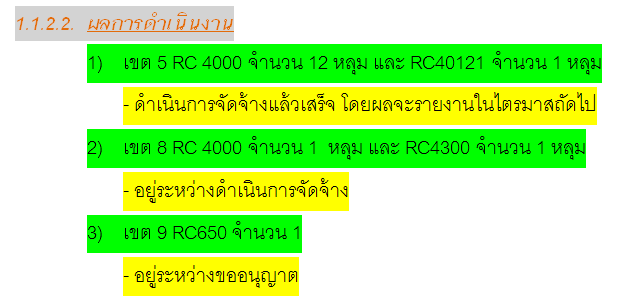 1.1.2.2. ผลการดำเนินงาน
1) เขต 5 RC 4000 จำนวน 12 หลุม และ RC40121 จำนวน 1 หลุม
- ดำเนินการจัดจ้างแล้วเสร็จ โดยผลจะรายงานในไตรมาสถัดไป
2) เขต 8 RC 4000 จำนวน 1 หลุม และ RC4300 จำนวน 1 หลุม
- อยู่ระหว่างดำเนินการจัดจ้าง
3) เขต 9 RC650 จำนวน 1
- อยู่ระหว่างขออนุญาต